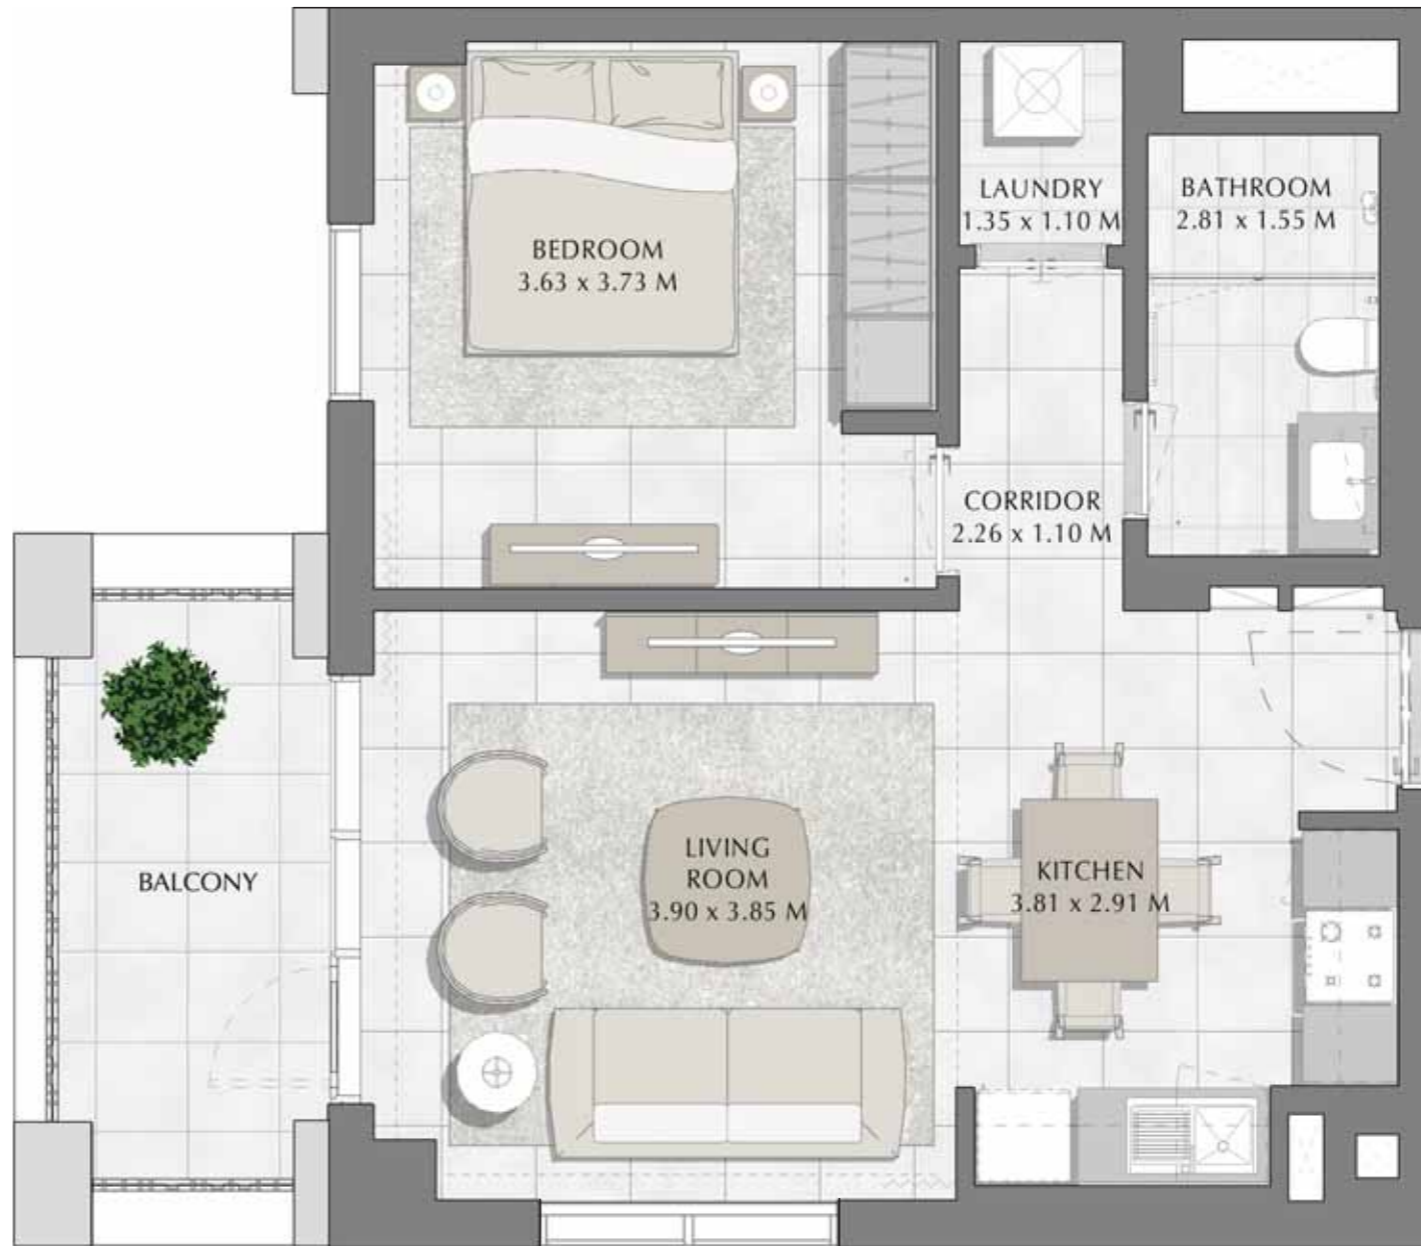 BEDROOM
3.63 x 3.73 M
LAUNDRY
1.35 x 1.10 M
BATHROOM
2.81 x 1.55 M
CORRIDOR
2.26 x 1.10 M
BALCONY
LIVING
ROOM
3.90 x 3.85 M
KITCHEN
3.81 x 2.91 M